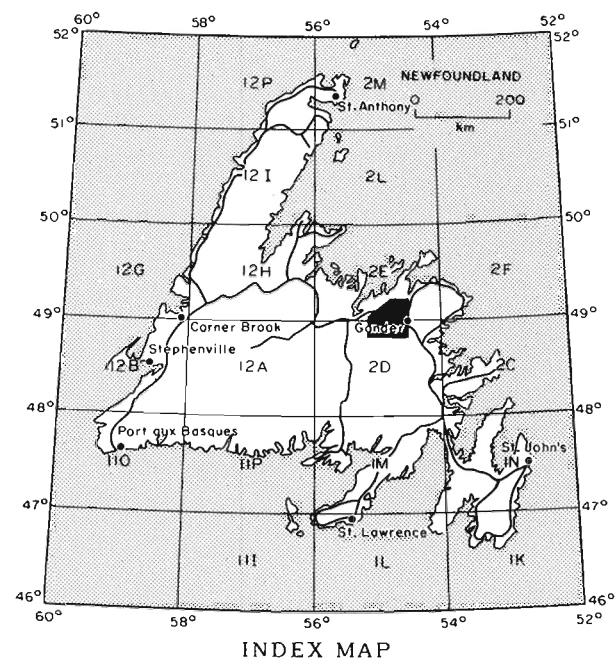 58° 56° 54° 52°
52° 52°
12P 2M
NEWFOUNDLAND
St. Anthony
0 200
km
51° 51°
12 I
2L
50° 50°
12G 12H 2E 2F
49° 49°
Corner Brook Gander
Stephenville
12B 12A 2D 2C
48° 48°
Port aux Basques
St. John's
11O 11P 1M 1N
47° 47°
St. Lawrence
11I 1L 1K
46° 46°
60° 58° 56° 54° 52°
INDEX MAP